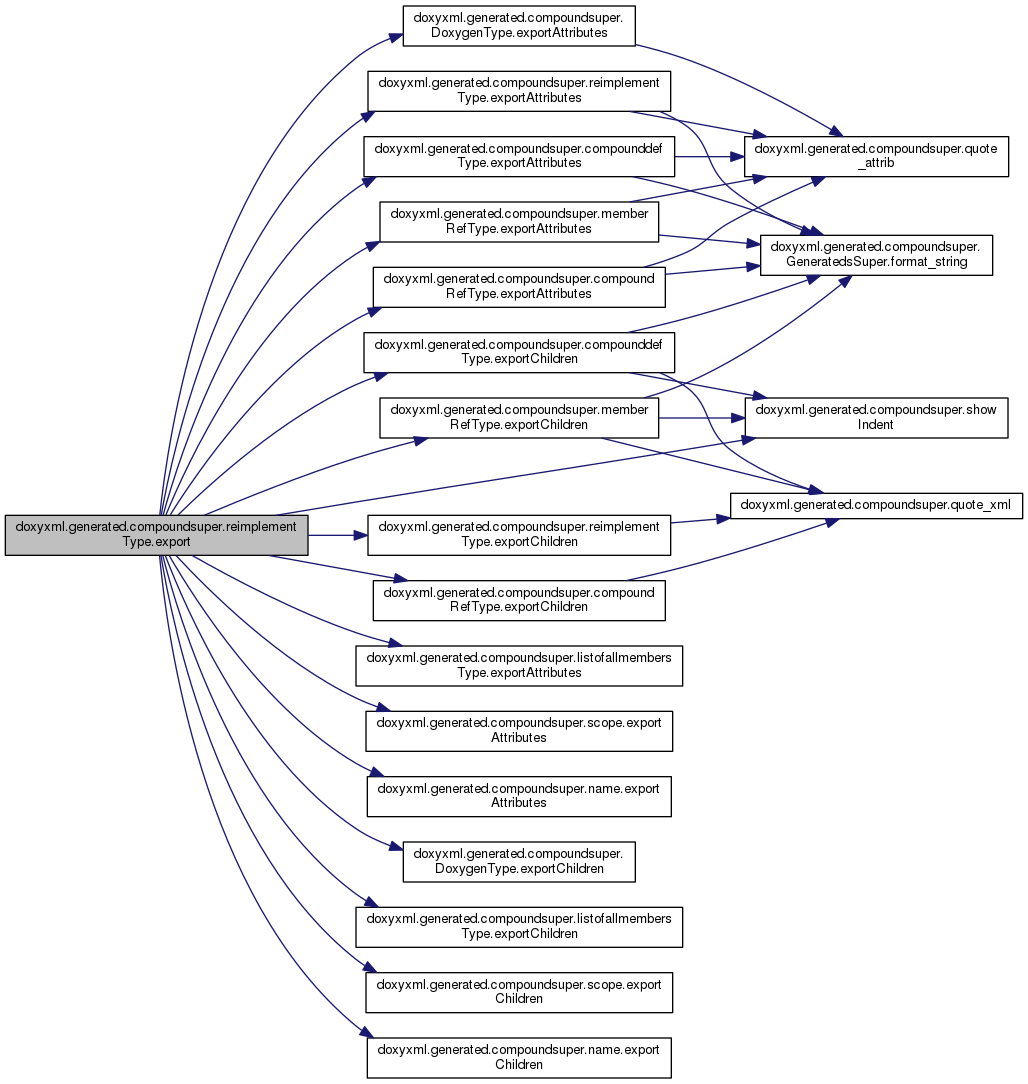 doxyxml.generated.compoundsuper.
DoxygenType.exportAttributes
doxyxml.generated.compoundsuper.reimplement
Type.exportAttributes
doxyxml.generated.compoundsuper.compounddef
Type.exportAttributes
doxyxml.generated.compoundsuper.quote
_attrib
doxyxml.generated.compoundsuper.member
RefType.exportAttributes
doxyxml.generated.compoundsuper.
GeneratedsSuper.format_string
doxyxml.generated.compoundsuper.compound
RefType.exportAttributes
doxyxml.generated.compoundsuper.compounddef
Type.exportChildren
doxyxml.generated.compoundsuper.member
RefType.exportChildren
doxyxml.generated.compoundsuper.show
Indent
doxyxml.generated.compoundsuper.quote_xml
doxyxml.generated.compoundsuper.reimplement
Type.export
doxyxml.generated.compoundsuper.reimplement
Type.exportChildren
doxyxml.generated.compoundsuper.compound
RefType.exportChildren
doxyxml.generated.compoundsuper.listofallmembers
Type.exportAttributes
doxyxml.generated.compoundsuper.scope.export
Attributes
doxyxml.generated.compoundsuper.name.export
Attributes
doxyxml.generated.compoundsuper.
DoxygenType.exportChildren
doxyxml.generated.compoundsuper.listofallmembers
Type.exportChildren
doxyxml.generated.compoundsuper.scope.export
Children
doxyxml.generated.compoundsuper.name.export
Children